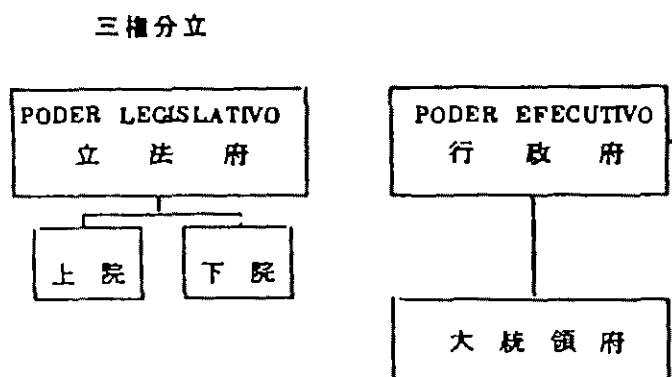 三権分立
PODER LEGISLATIVO
立法府
上院
下院
PODER EFECUTIVO
行政府
大統領府